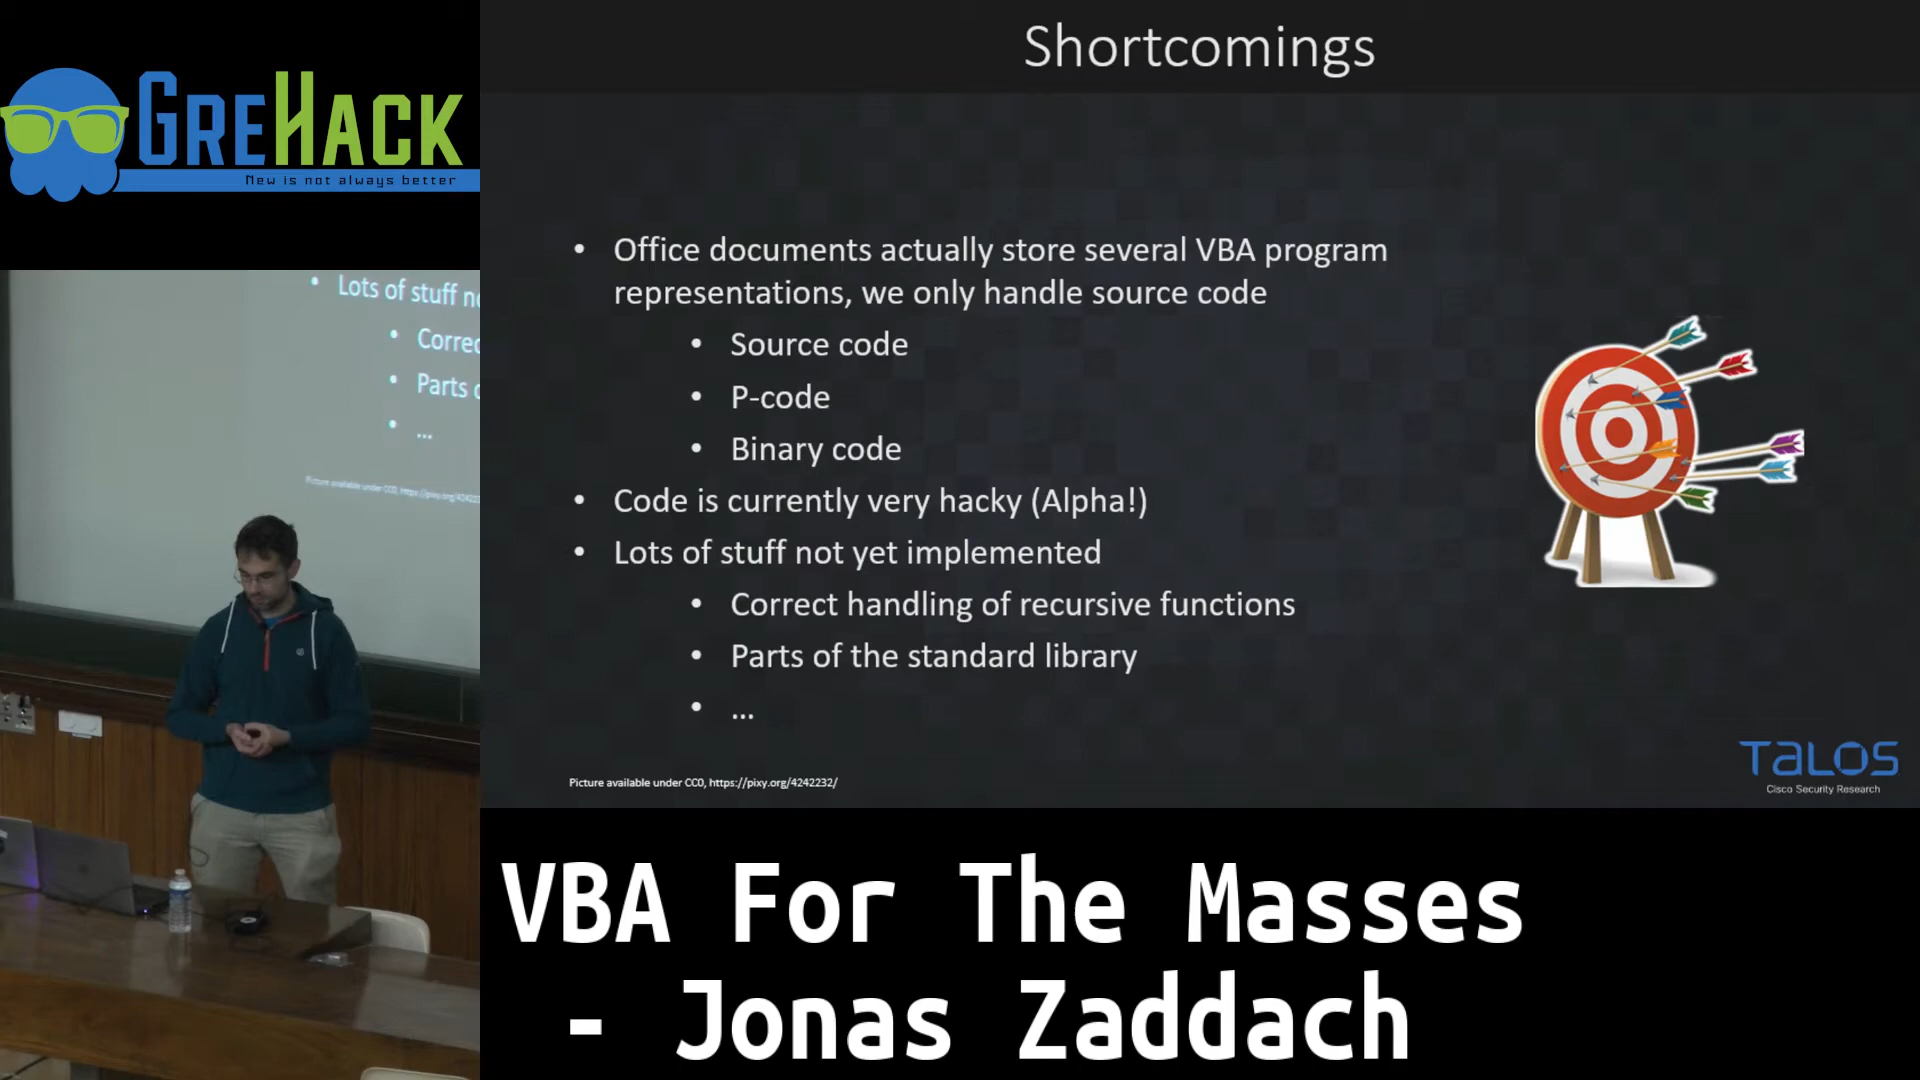 GREHACK
New is not always better
Lots of stuff n
Correc
Parts o
...
Picture available under CC0, https://pixy.org/42422
Shortcomings
• Office documents actually store several VBA program
representations, we only handle source code
• Source code
• P-code
• Binary code
• Code is currently very hacky (Alpha!)
• Lots of stuff not yet implemented
• Correct handling of recursive functions
• Parts of the standard library
• ...
Picture available under CC0, https://pixy.org/4242232/
TALOS
Cisco Security Research
VBA For The Masses
- Jonas Zaddach